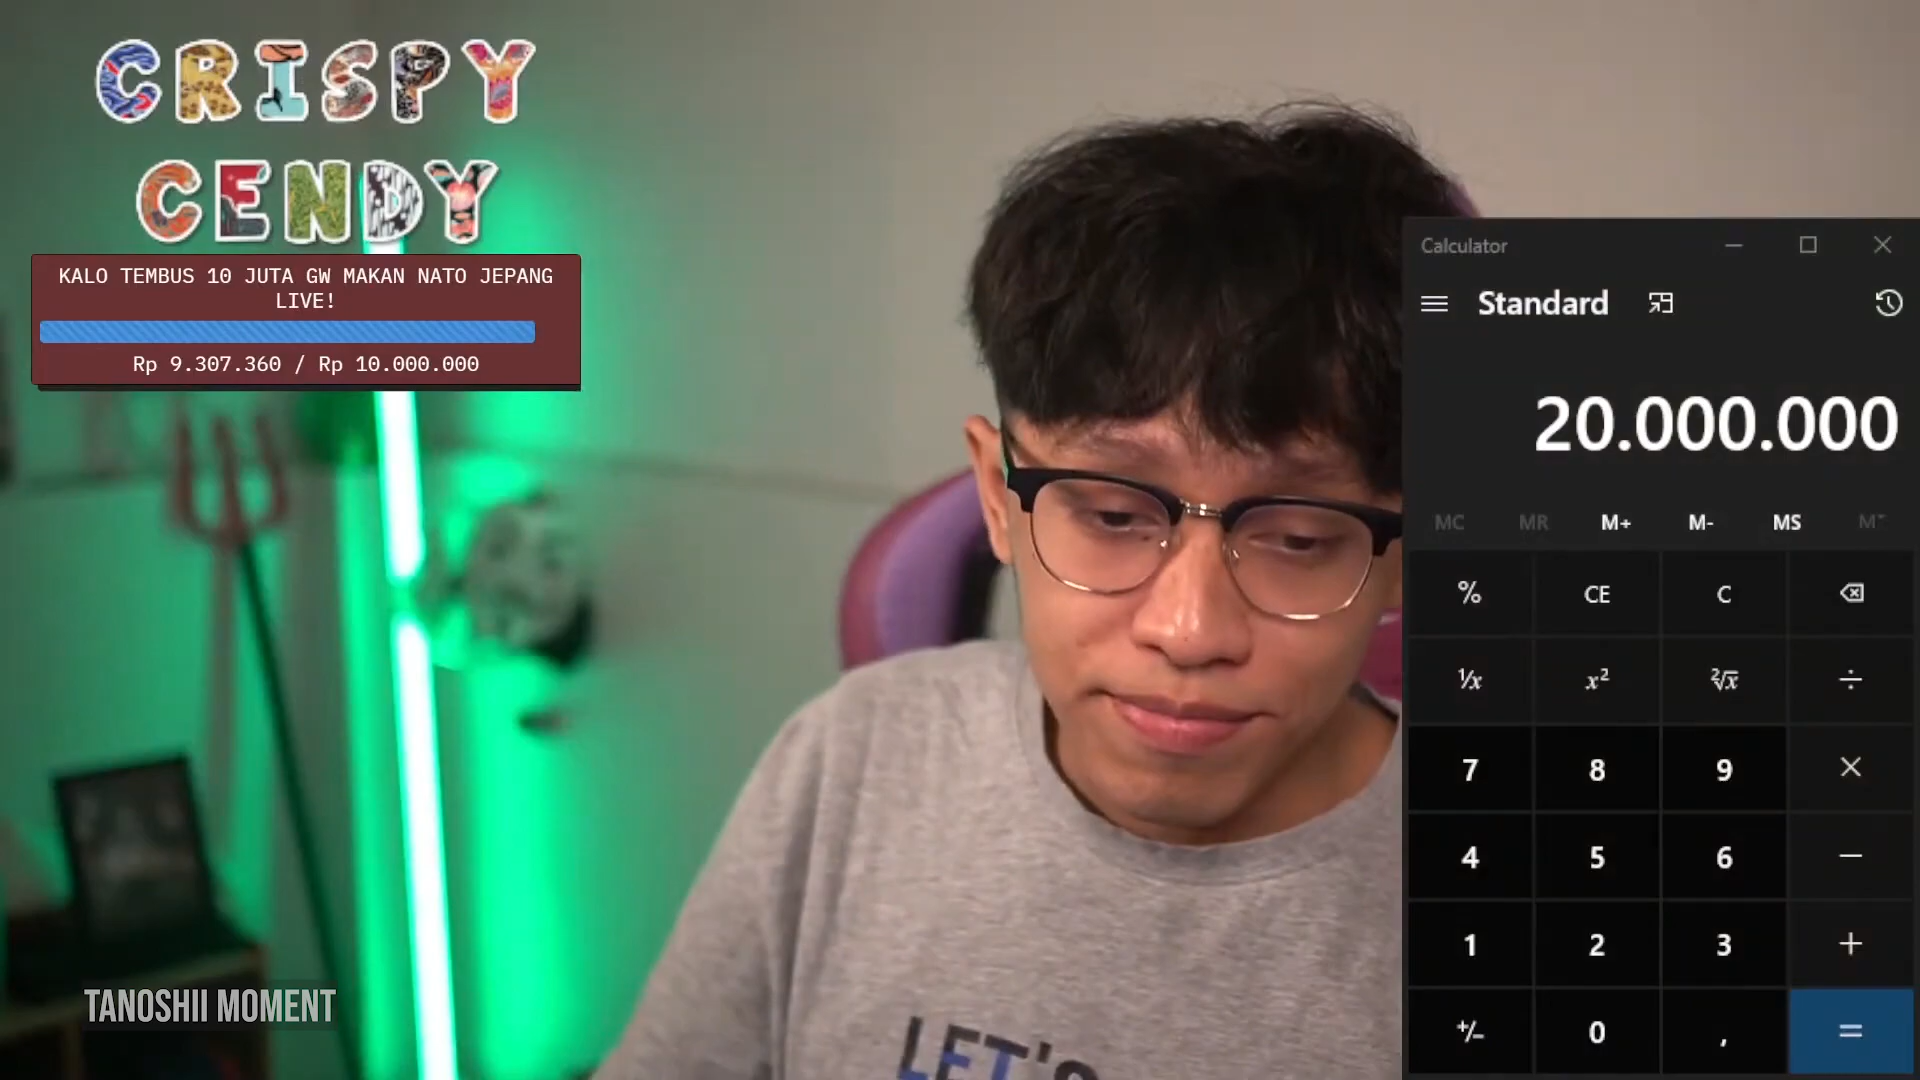 CRISPY
CENDY
KALO TEMBUS 10 JUTA GW MAKAN NATO JEPANG
LIVE!
Rp 9.307.360 / Rp 10.000.000
Calculator
Standard
20.000.000
MC MR M+ M- MS M˅
% CE C
⅟x x² ²√x ÷
7 8 9 ×
4 5 6 −
1 2 3 +
+/− 0 , =
LET'S
TANOSHII MOMENT